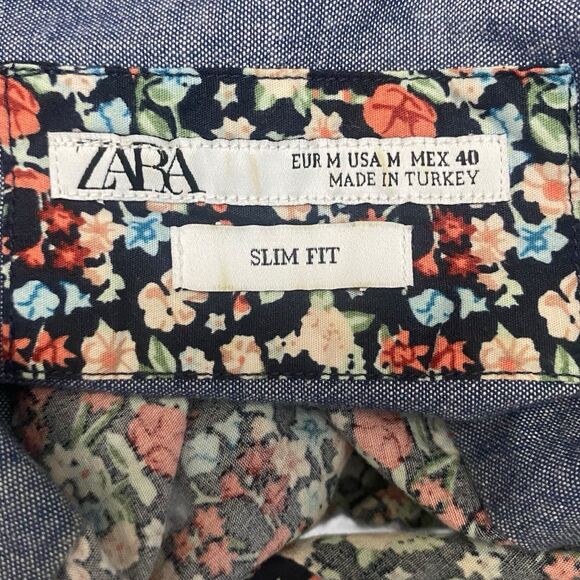 ZARA
EUR M USA M MEX 40
MADE IN TURKEY
SLIM FIT